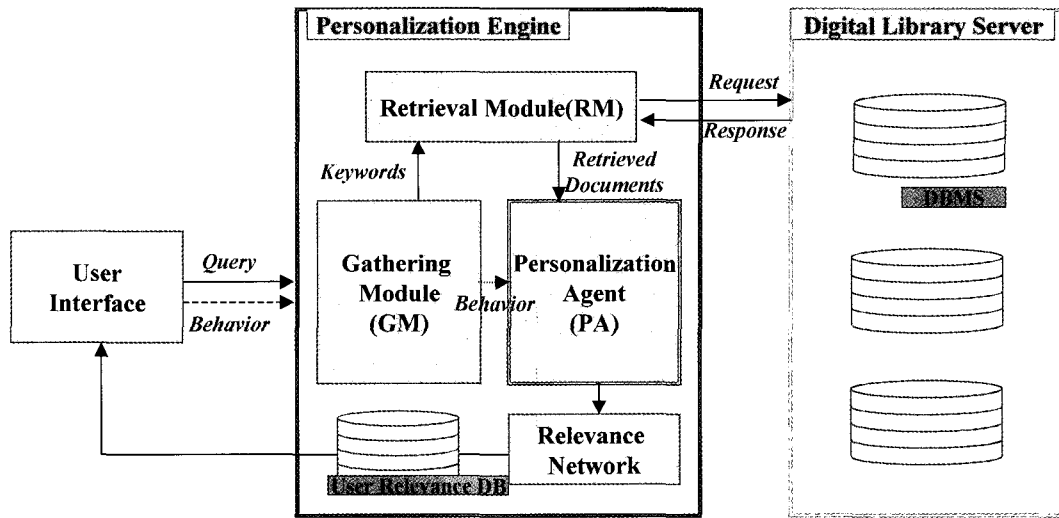 Personalization Engine
Digital Library Server
Retrieval Module(RM)
Request
Response
Keywords
Retrieved
Documents
DBMS
User
Interface
Query
Behavior
Gathering
Module
(GM)
Behavior
Personalization
Agent
(PA)
Relevance
Network
User Relevance DB